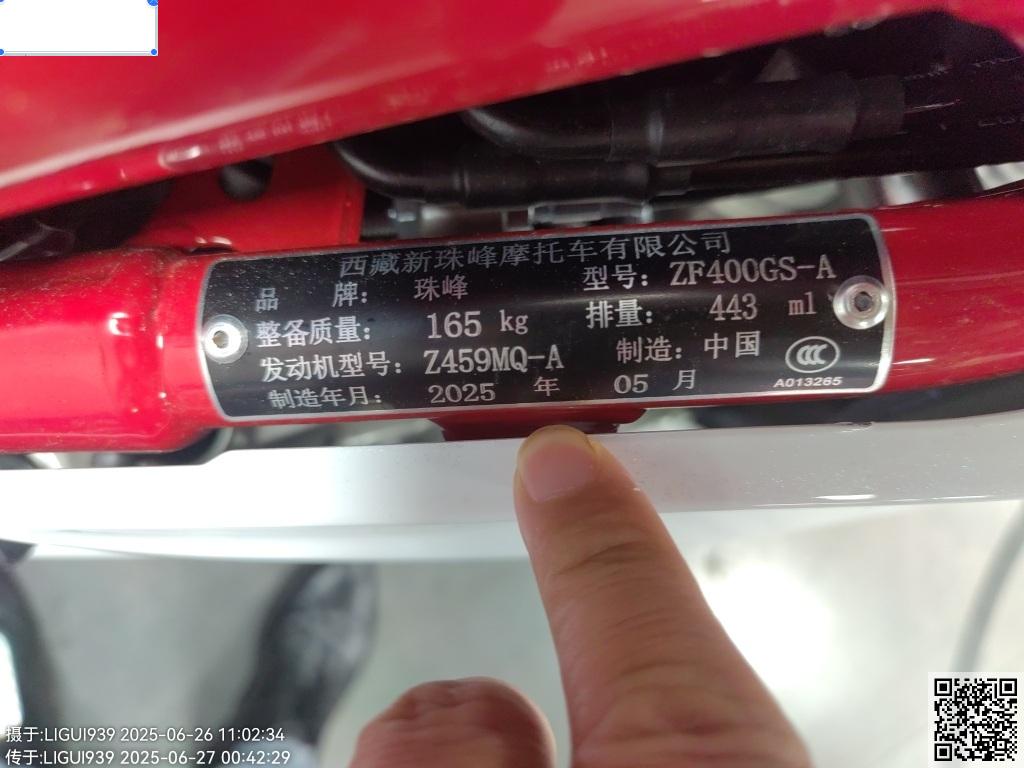 西藏新珠峰摩托车有限公司
品 牌: 珠峰 型号: ZF400GS-A
整备质量: 165 kg 排量: 443 ml
发动机型号: Z459MQ-A 制造: 中国
制造年月: 2025 年 05 月
CCC
A013265
摄于:LIGUI939 2025-06-26 11:02:34
传于:LIGUI939 2025-06-27 00:42:29